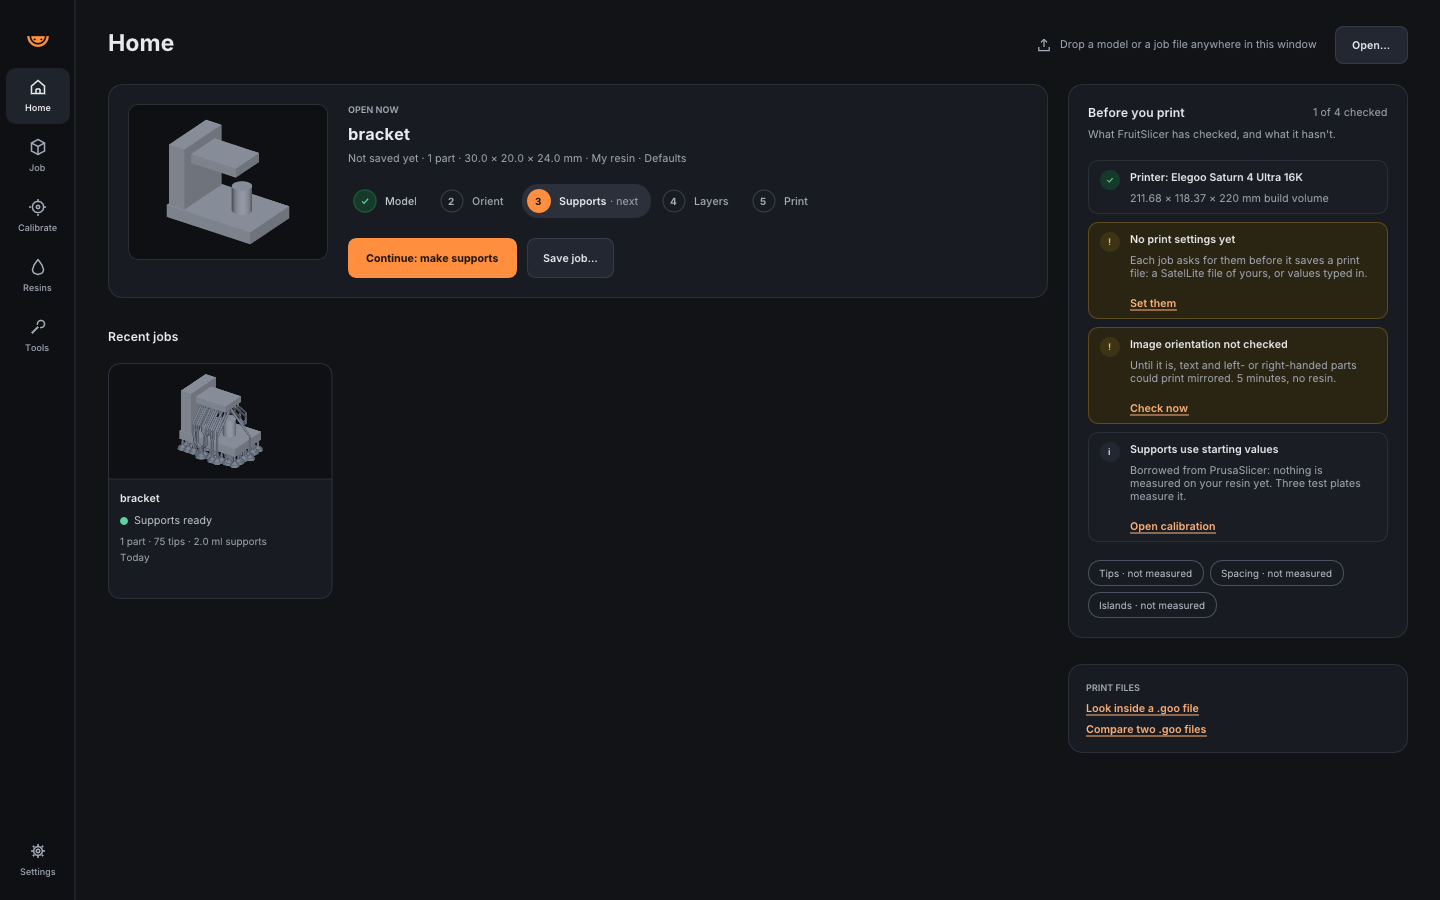 Home
Drop a model or a job file anywhere in this window
Open...
Home
Job
Calibrate
Resins
Tools
Settings
OPEN NOW
bracket
Not saved yet · 1 part · 30.0 × 20.0 × 24.0 mm · My resin · Defaults
Model
2 Orient
3 Supports · next
4 Layers
5 Print
Continue: make supports
Save job...
Recent jobs
bracket
Supports ready
1 part · 75 tips · 2.0 ml supports
Today
Before you print
1 of 4 checked
What FruitSlicer has checked, and what it hasn't.
Printer: Elegoo Saturn 4 Ultra 16K
211.68 × 118.37 × 220 mm build volume
! No print settings yet
Each job asks for them before it saves a print
file: a SatelLite file of yours, or values typed in.
Set them
! Image orientation not checked
Until it is, text and left- or right-handed parts
could print mirrored. 5 minutes, no resin.
Check now
i Supports use starting values
Borrowed from PrusaSlicer: nothing is
measured on your resin yet. Three test plates
measure it.
Open calibration
Tips · not measured
Spacing · not measured
Islands · not measured
PRINT FILES
Look inside a .goo file
Compare two .goo files